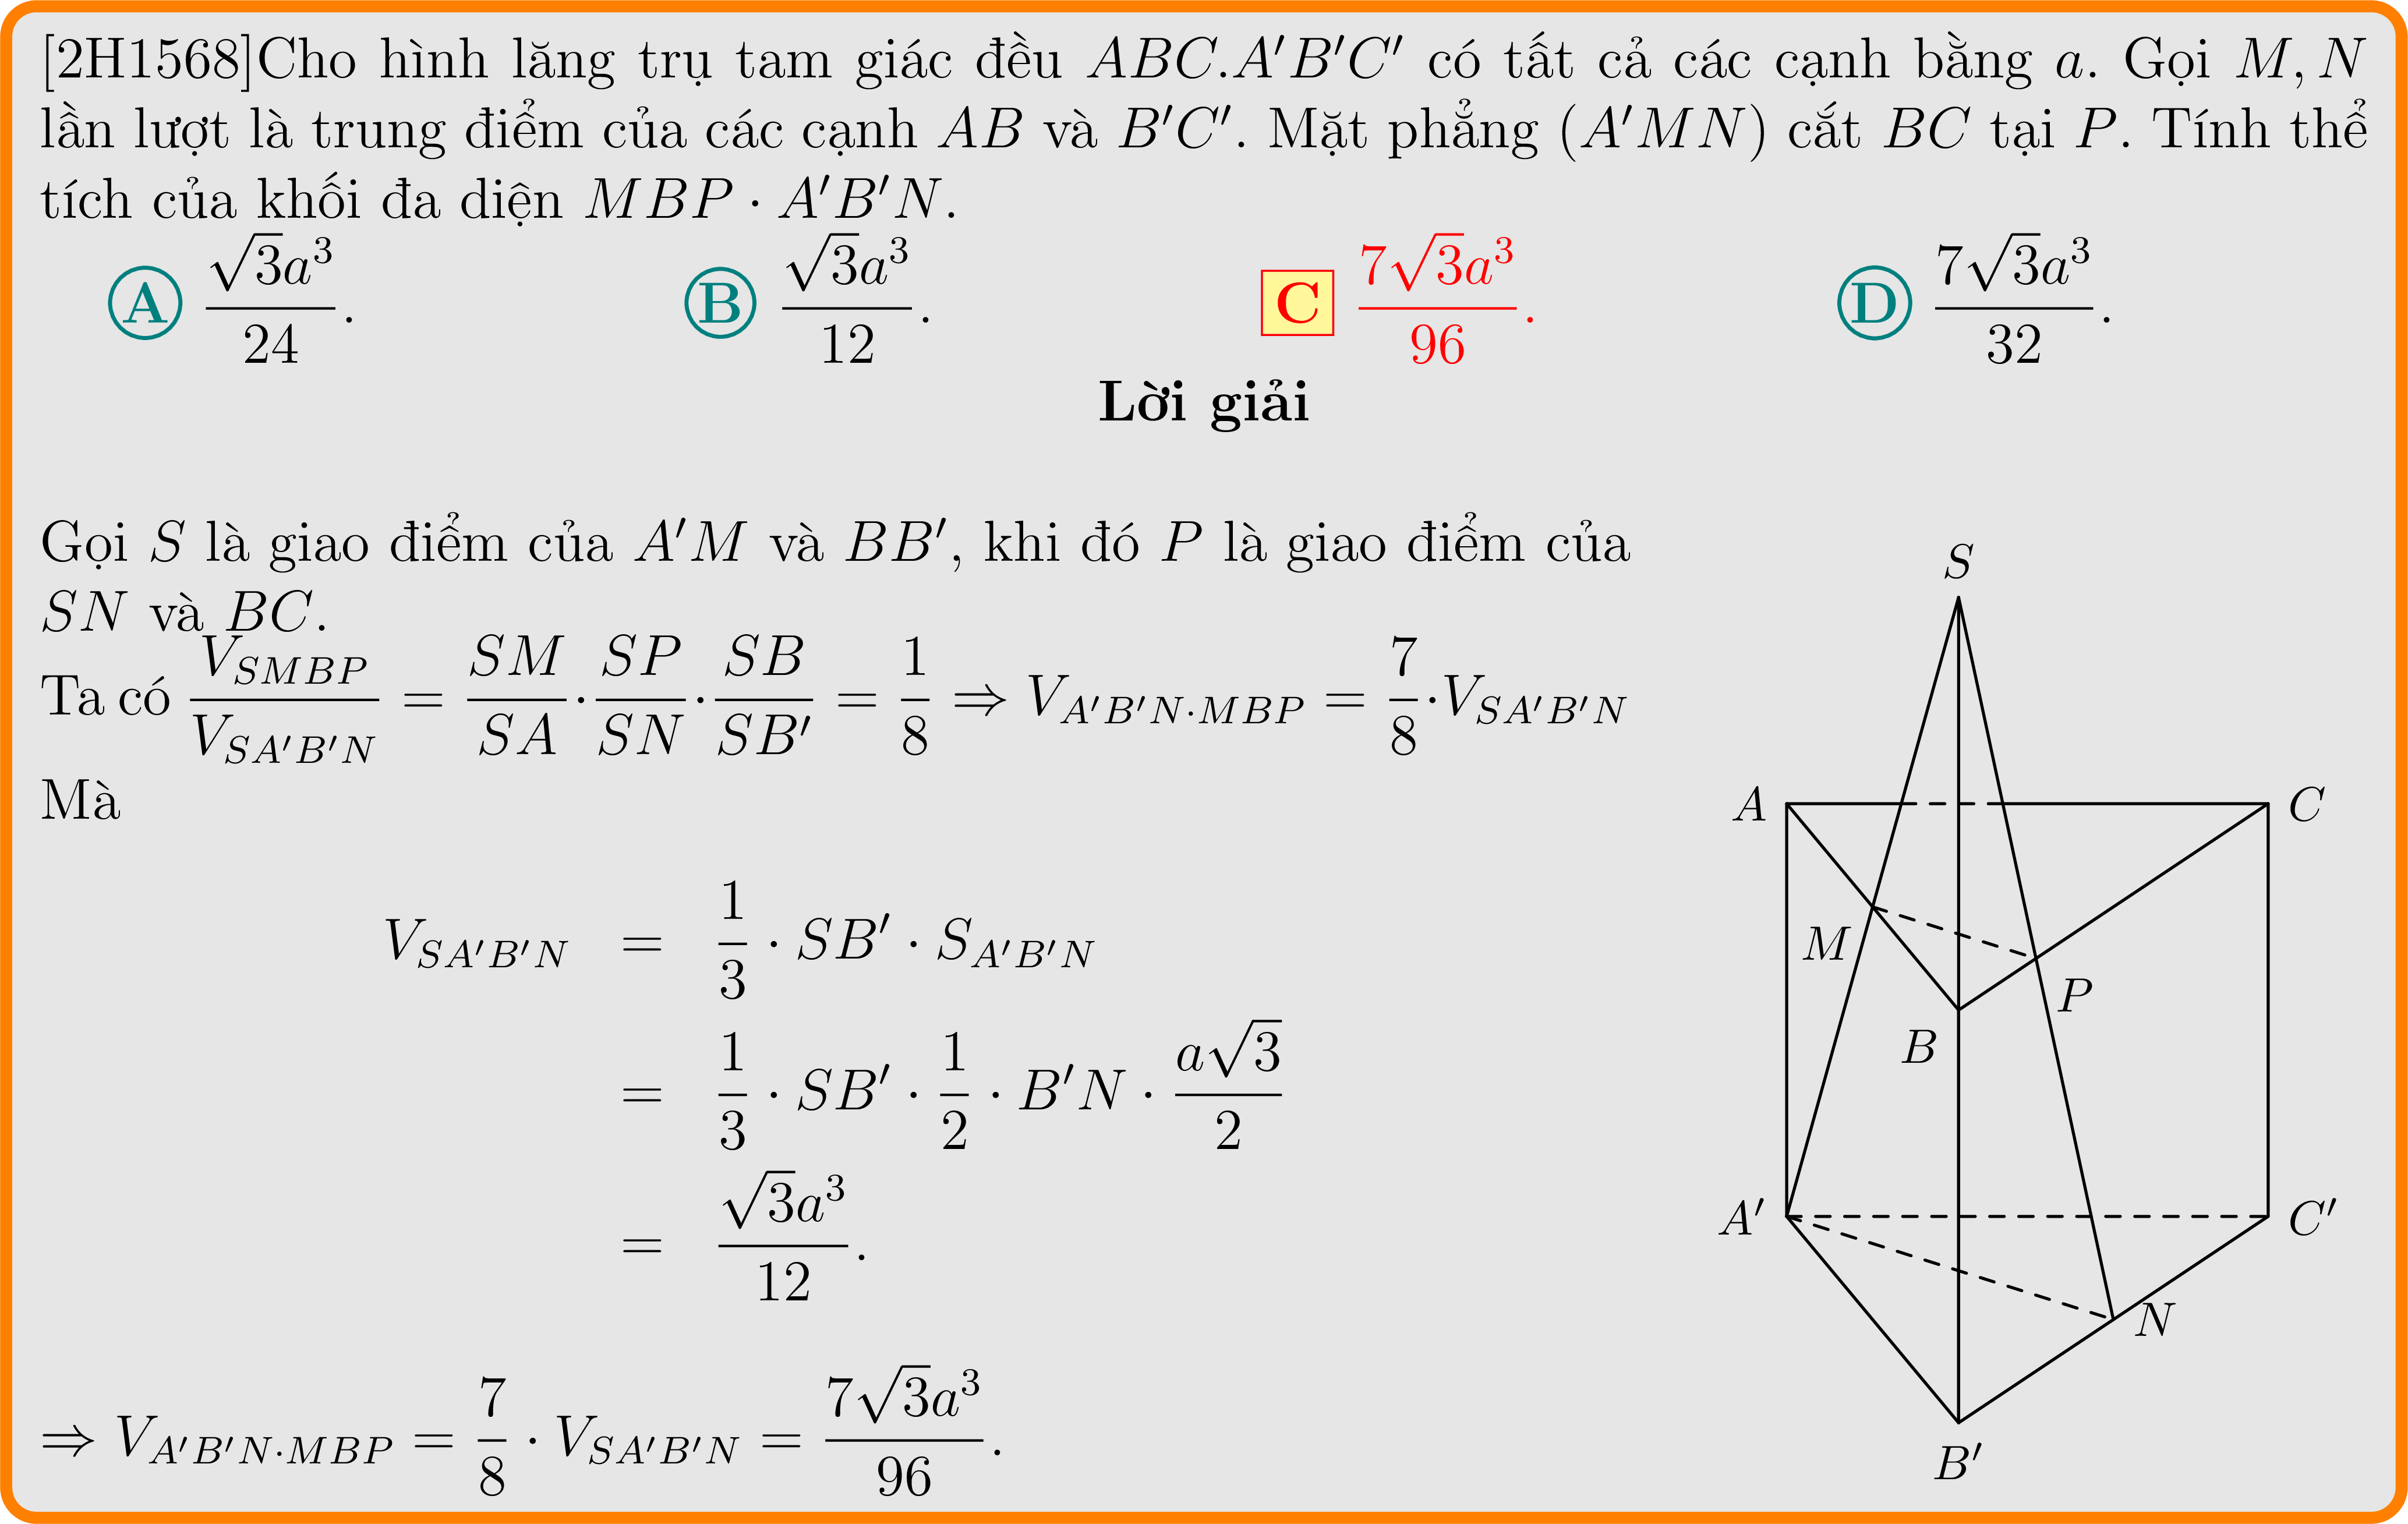 [2H1568]Cho hình lăng trụ tam giác đều ABC.A′B′C′ có tất cả các cạnh bằng a. Gọi M, N
lần lượt là trung điểm của các cạnh AB và B′C′. Mặt phẳng (A′MN) cắt BC tại P. Tính thể
tích của khối đa diện MBP · A′B′N.
A $\frac{\sqrt{3}a^3}{24}$. B $\frac{\sqrt{3}a^3}{12}$. C $\frac{7\sqrt{3}a^3}{96}$. D $\frac{7\sqrt{3}a^3}{32}$.
Lời giải
Gọi S là giao điểm của A′M và BB′, khi đó P là giao điểm của
SN và BC.
Ta có $\frac{V_{SMBP}}{V_{SA'B'N}} = \frac{SM}{SA} \cdot \frac{SP}{SN} \cdot \frac{SB}{SB'} = \frac{1}{8} \Rightarrow V_{A'B'N \cdot MBP} = \frac{7}{8} \cdot V_{SA'B'N}$
Mà
$V_{SA'B'N} = \frac{1}{3} \cdot SB' \cdot S_{A'B'N}$
$= \frac{1}{3} \cdot SB' \cdot \frac{1}{2} \cdot B'N \cdot \frac{a\sqrt{3}}{2}$
$= \frac{\sqrt{3}a^3}{12}$.
$\Rightarrow V_{A'B'N \cdot MBP} = \frac{7}{8} \cdot V_{SA'B'N} = \frac{7\sqrt{3}a^3}{96}$.
S
A
C
M
P
B
A′
C′
N
B′